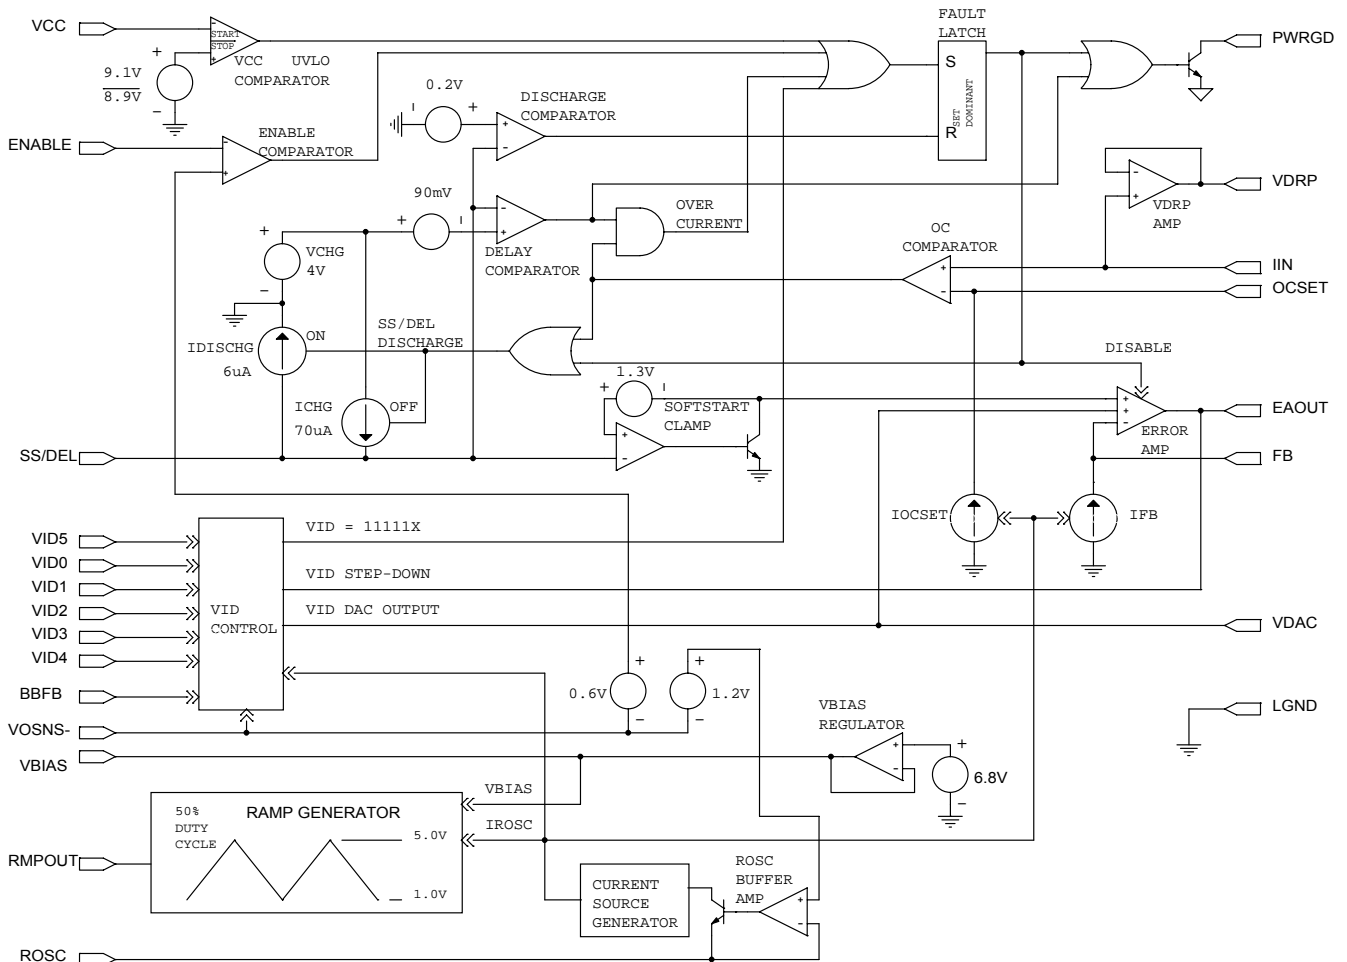 VCC
START
STOP
VCC UVLO
COMPARATOR
9.1V
8.9V
+
−
0.2V
DISCHARGE
COMPARATOR
FAULT
LATCH
S
R
SET
DOMINANT
PWRGD
ENABLE
ENABLE
COMPARATOR
90mV
DELAY
COMPARATOR
OVER
CURRENT
VDRP
VDRP
AMP
VCHG
4V
OC
COMPARATOR
IIN
OCSET
IDISCHG
6uA
ON
SS/DEL
DISCHARGE
DISABLE
ICHG
70uA
OFF
1.3V
SOFTSTART
CLAMP
EAOUT
ERROR
AMP
SS/DEL
FB
IOCSET
IFB
VID5
VID0
VID1
VID2
VID3
VID4
BBFB
VOSNS-
VBIAS
VID
CONTROL
VID = 11111X
VID STEP-DOWN
VID DAC OUTPUT
VDAC
0.6V
1.2V
VBIAS
REGULATOR
6.8V
LGND
VBIAS
IROSC
50%
DUTY
CYCLE
RAMP GENERATOR
5.0V
1.0V
RMPOUT
CURRENT
SOURCE
GENERATOR
ROSC
BUFFER
AMP
ROSC